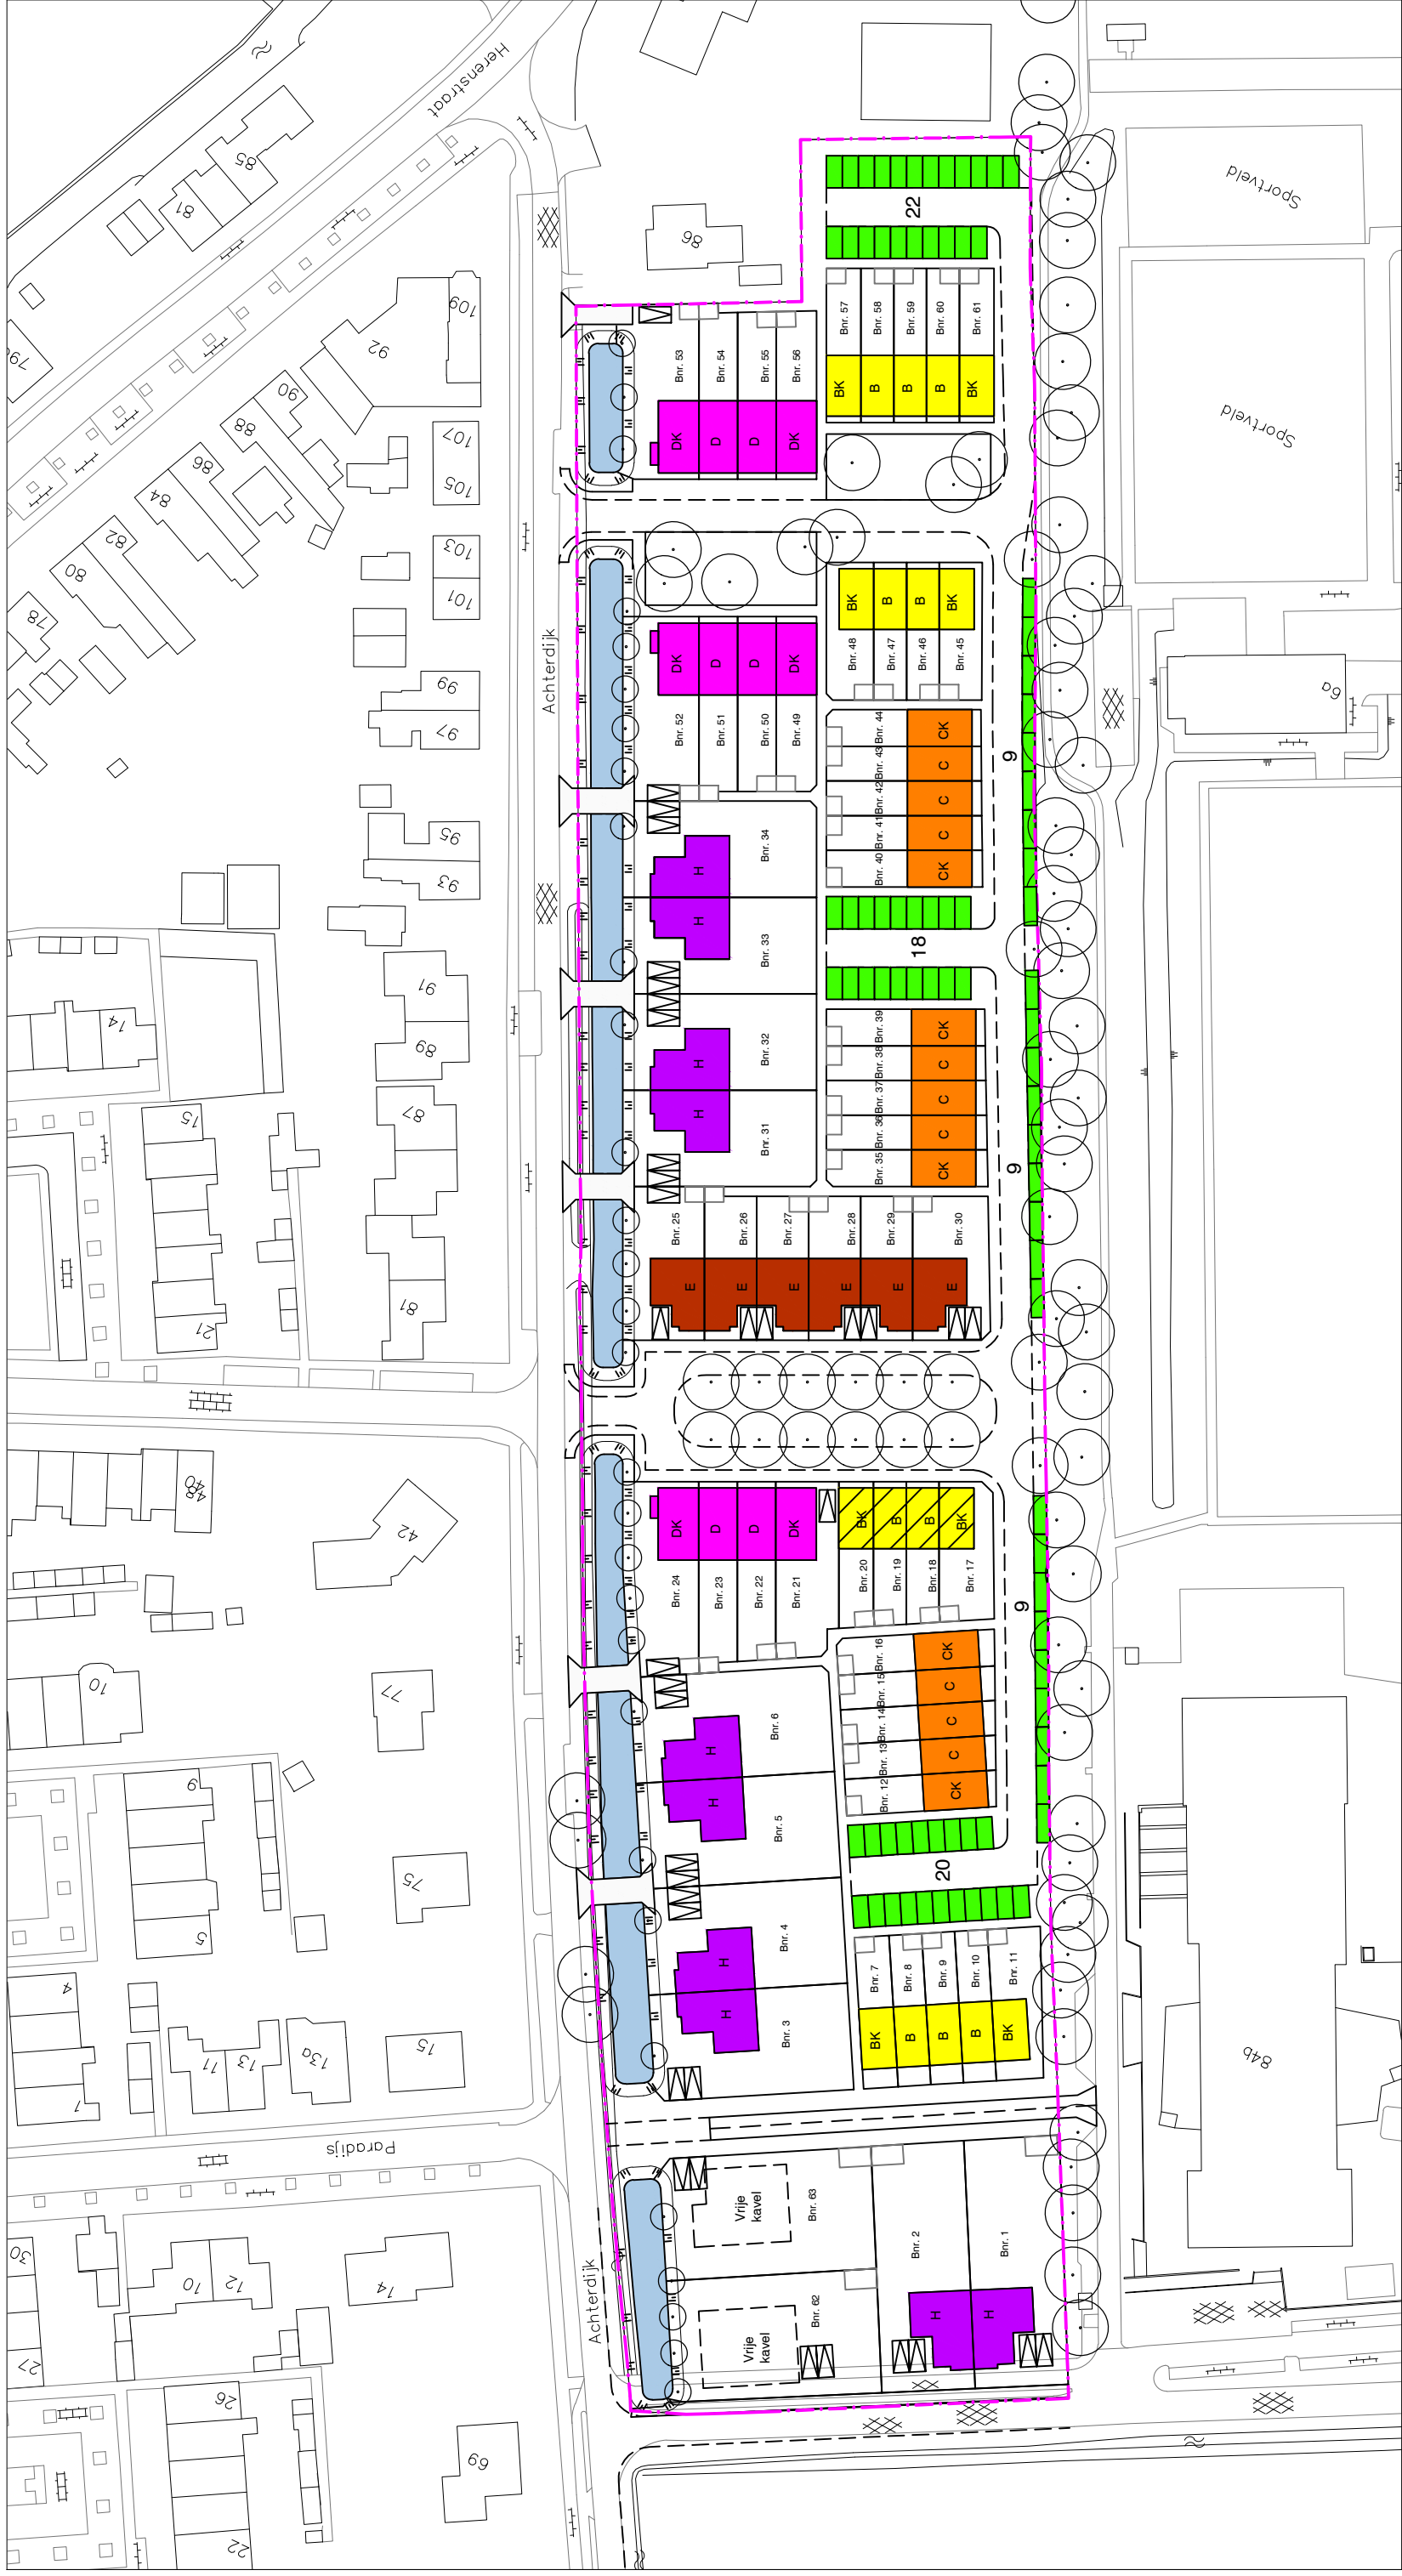 Herenstraat
85
81
79
Sportveld
22
86
109
92
Bnr. 53
Bnr. 54
Bnr. 55
Bnr. 56
Bnr. 57
Bnr. 58
Bnr. 59
Bnr. 60
Bnr. 61
BK
B
B
B
BK
DK
D
D
DK
90
88
86
84
82
80
78
107
105
103
101
99
97
95
93
Sportveld
Achterdijk
BK
B
B
BK
Bnr. 48
Bnr. 47
Bnr. 46
Bnr. 45
DK
D
D
DK
Bnr. 52
Bnr. 51
Bnr. 50
Bnr. 49
6a
Bnr. 44
Bnr. 43
Bnr. 42
Bnr. 41
Bnr. 40
CK
C
C
C
CK
9
Bnr. 34
H
H
Bnr. 33
18
91
89
14
87
15
Bnr. 32
H
H
Bnr. 31
Bnr. 39
Bnr. 38
Bnr. 37
Bnr. 36
Bnr. 35
CK
C
C
C
CK
9
Bnr. 25
Bnr. 26
Bnr. 27
Bnr. 28
Bnr. 29
Bnr. 30
E
E
E
E
E
E
81
21
48
40
42
DK
D
D
DK
BK
B
B
BK
Bnr. 24
Bnr. 23
Bnr. 22
Bnr. 21
Bnr. 20
Bnr. 19
Bnr. 18
Bnr. 17
9
10
77
Bnr. 16
Bnr. 15
Bnr. 14
Bnr. 13
Bnr. 12
CK
C
C
C
CK
Bnr. 6
H
H
Bnr. 5
9
75
5
20
Bnr. 4
H
H
Bnr. 3
Bnr. 7
Bnr. 8
Bnr. 9
Bnr. 10
Bnr. 11
BK
B
B
B
BK
4
1
11
13
13a
15
84b
Paradijs
Vrije
kavel
Bnr. 63
Bnr. 2
Bnr. 1
30
10
12
14
27
Achterdijk
Vrije
kavel
Bnr. 62
H
H
26
69
22